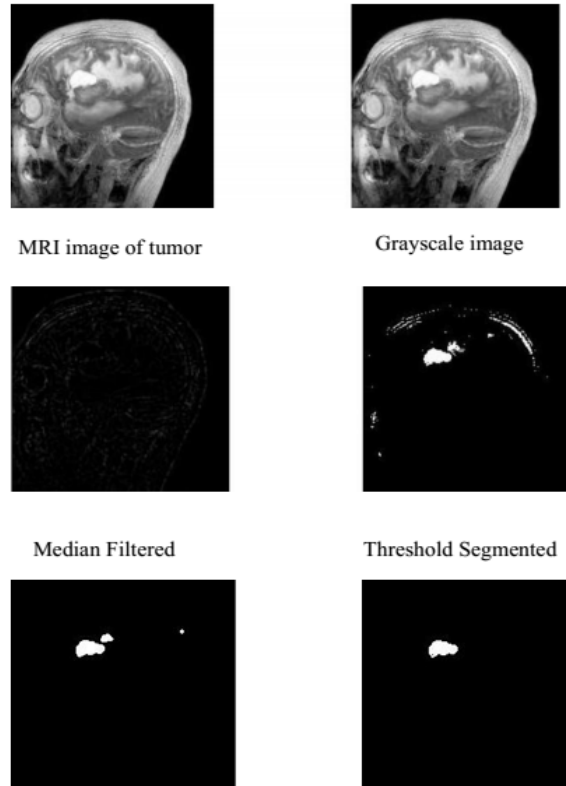 MRI image of tumor
Grayscale image
Median Filtered
Threshold Segmented